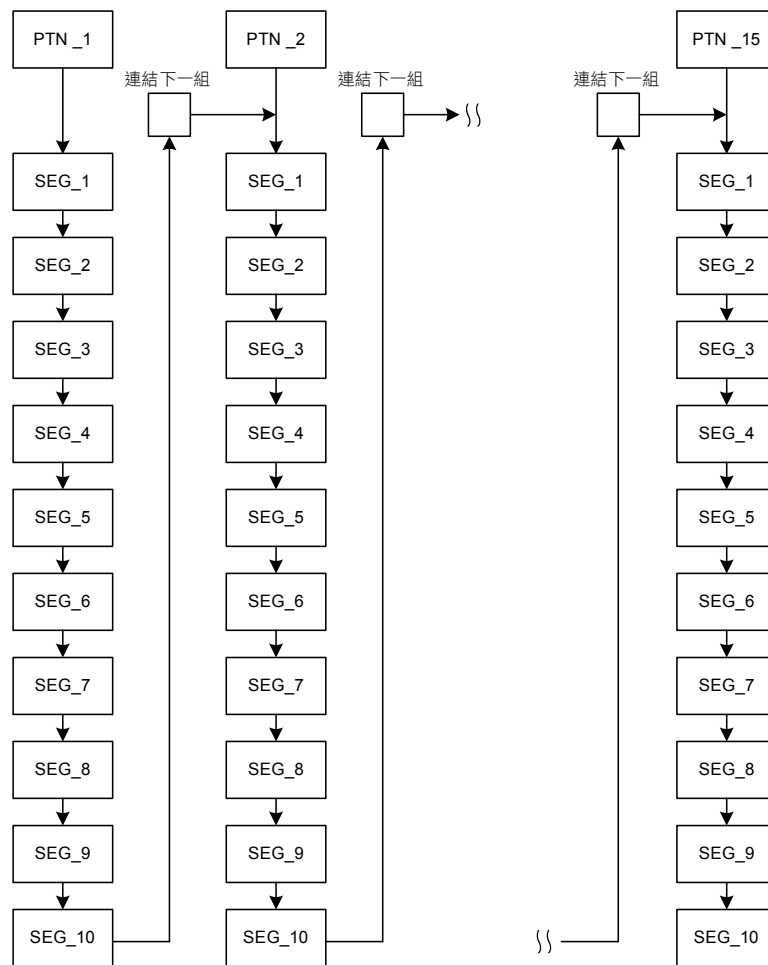 PTN _1
PTN _2
PTN _15
連結下一組
連結下一組
連結下一組
SEG_1
SEG_1
SEG_1
SEG_2
SEG_2
SEG_2
SEG_3
SEG_3
SEG_3
SEG_4
SEG_4
SEG_4
SEG_5
SEG_5
SEG_5
SEG_6
SEG_6
SEG_6
SEG_7
SEG_7
SEG_7
SEG_8
SEG_8
SEG_8
SEG_9
SEG_9
SEG_9
SEG_10
SEG_10
SEG_10